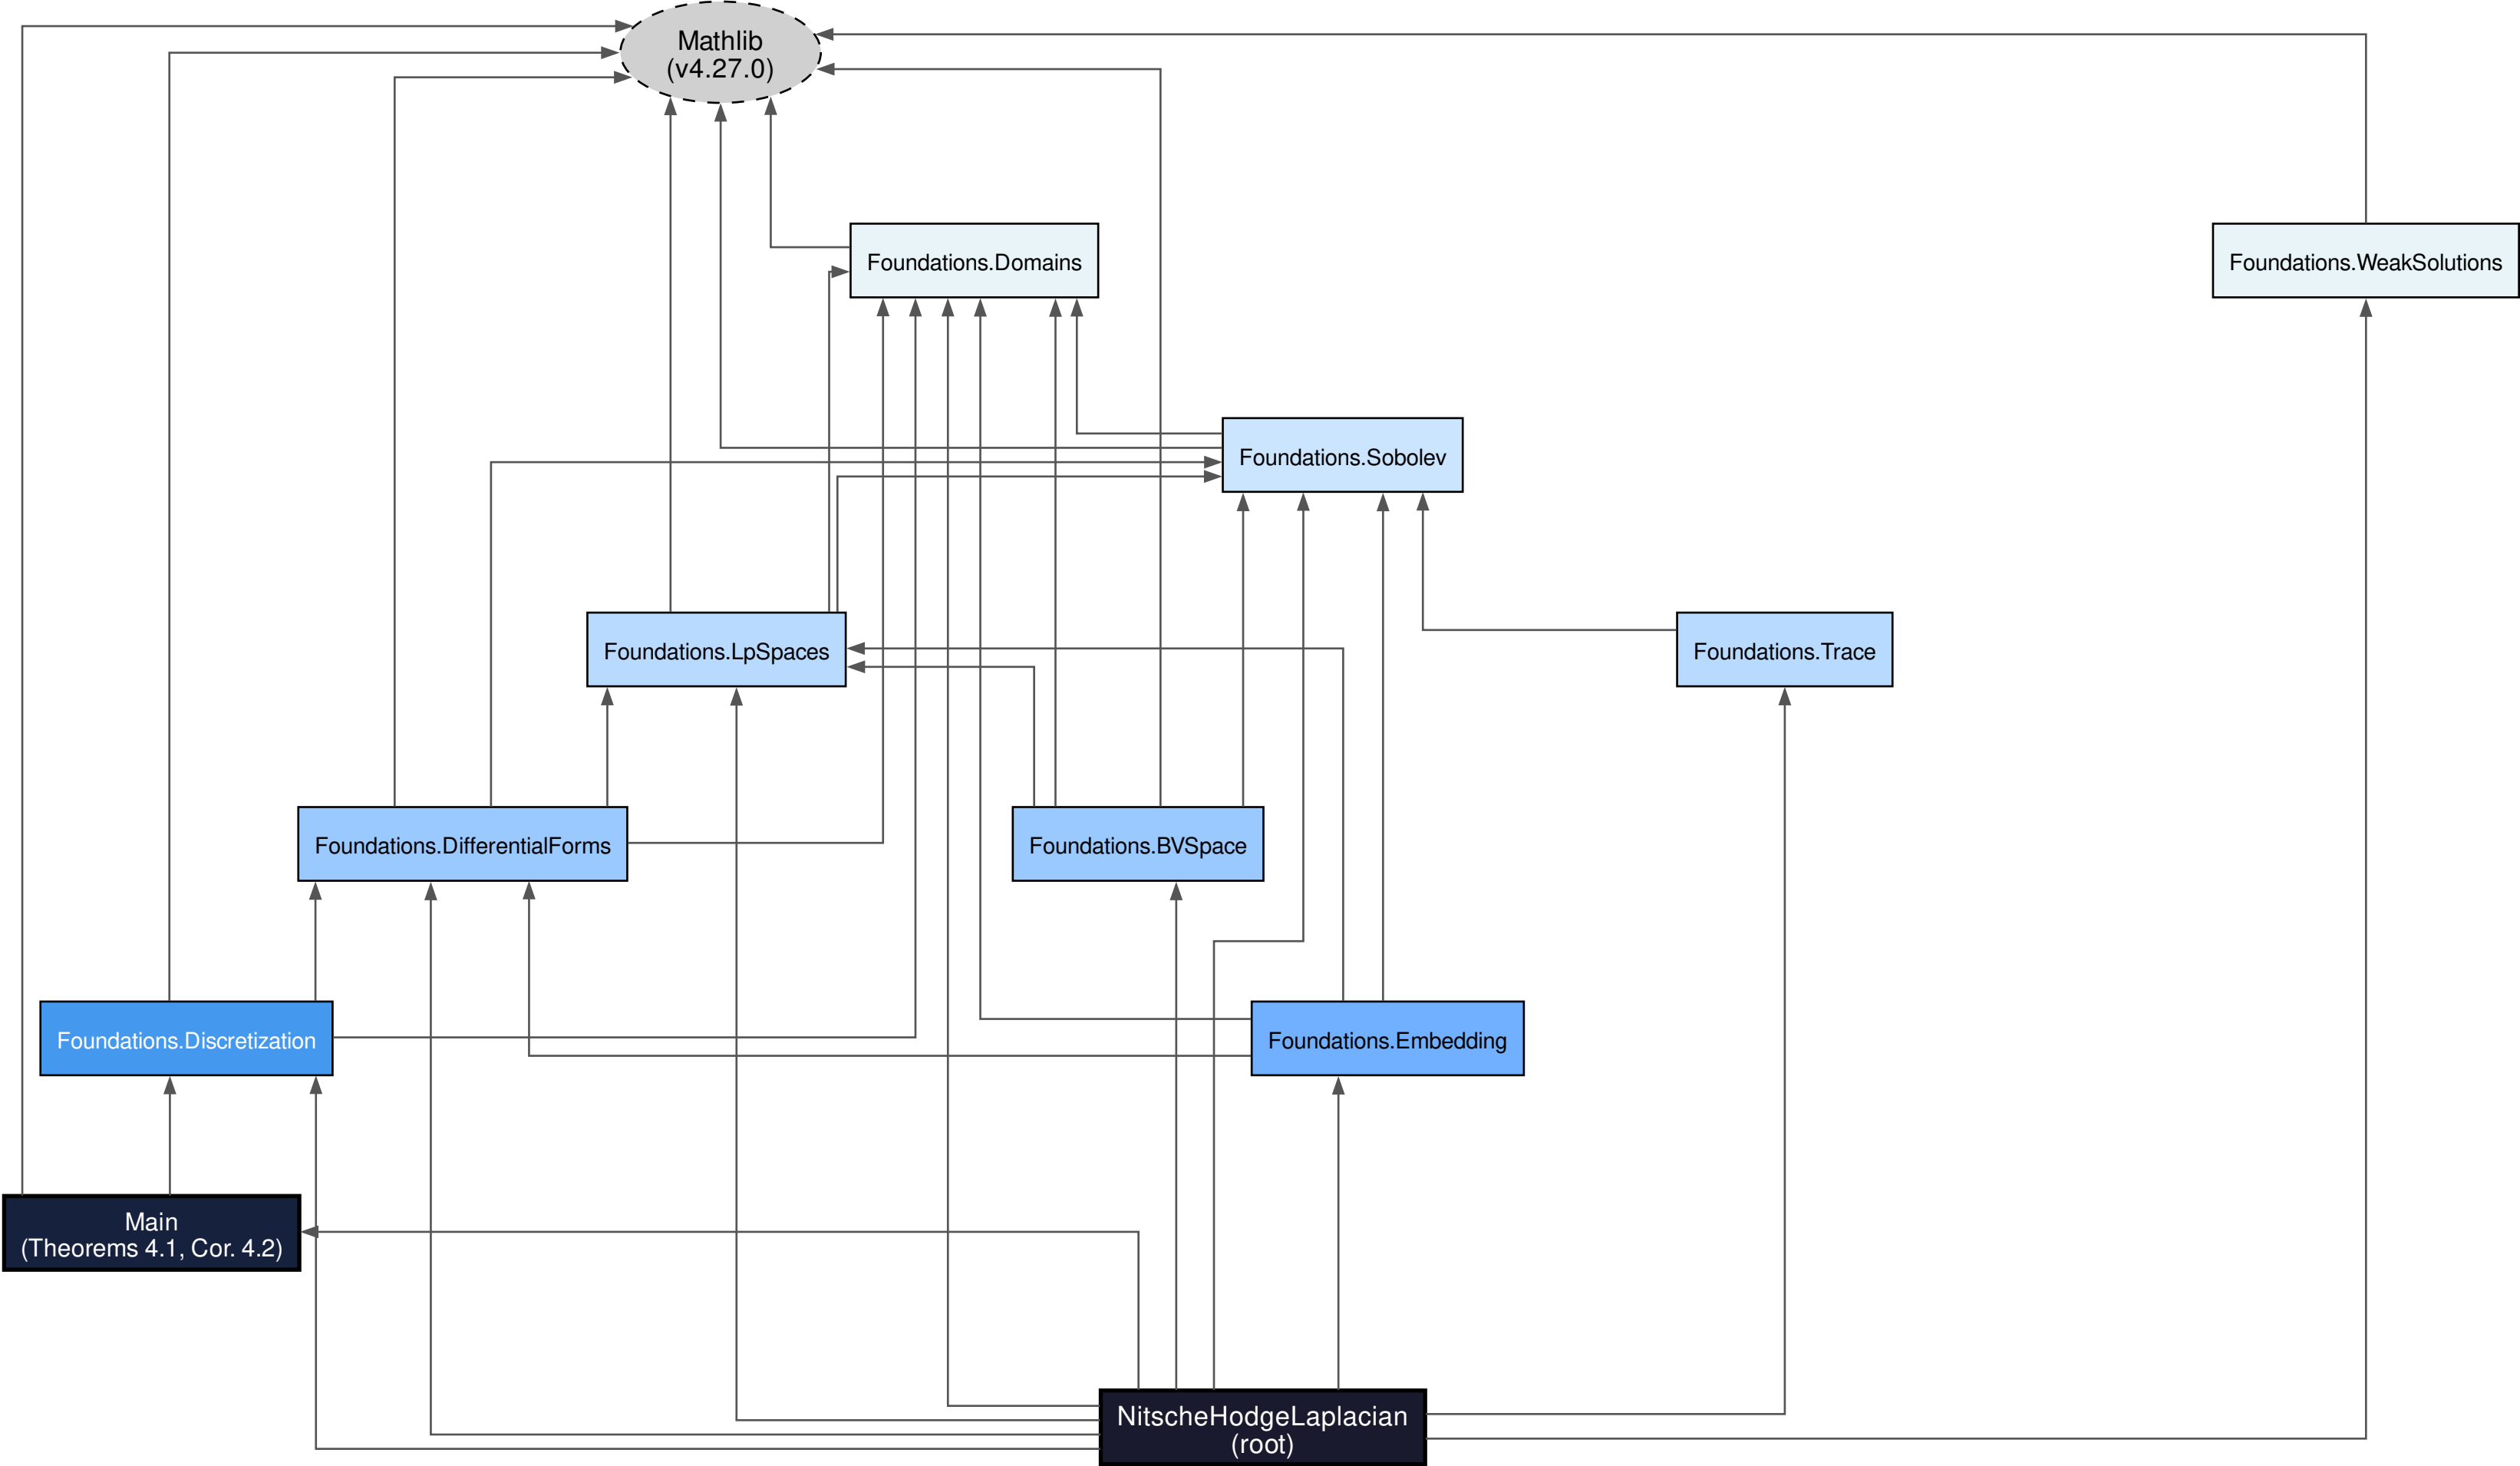 Mathlib
(v4.27.0)
Foundations.Domains
Foundations.WeakSolutions
Foundations.Sobolev
Foundations.LpSpaces
Foundations.Trace
Foundations.DifferentialForms
Foundations.BVSpace
Foundations.Discretization
Foundations.Embedding
Main
(Theorems 4.1, Cor. 4.2)
NitscheHodgeLaplacian
(root)